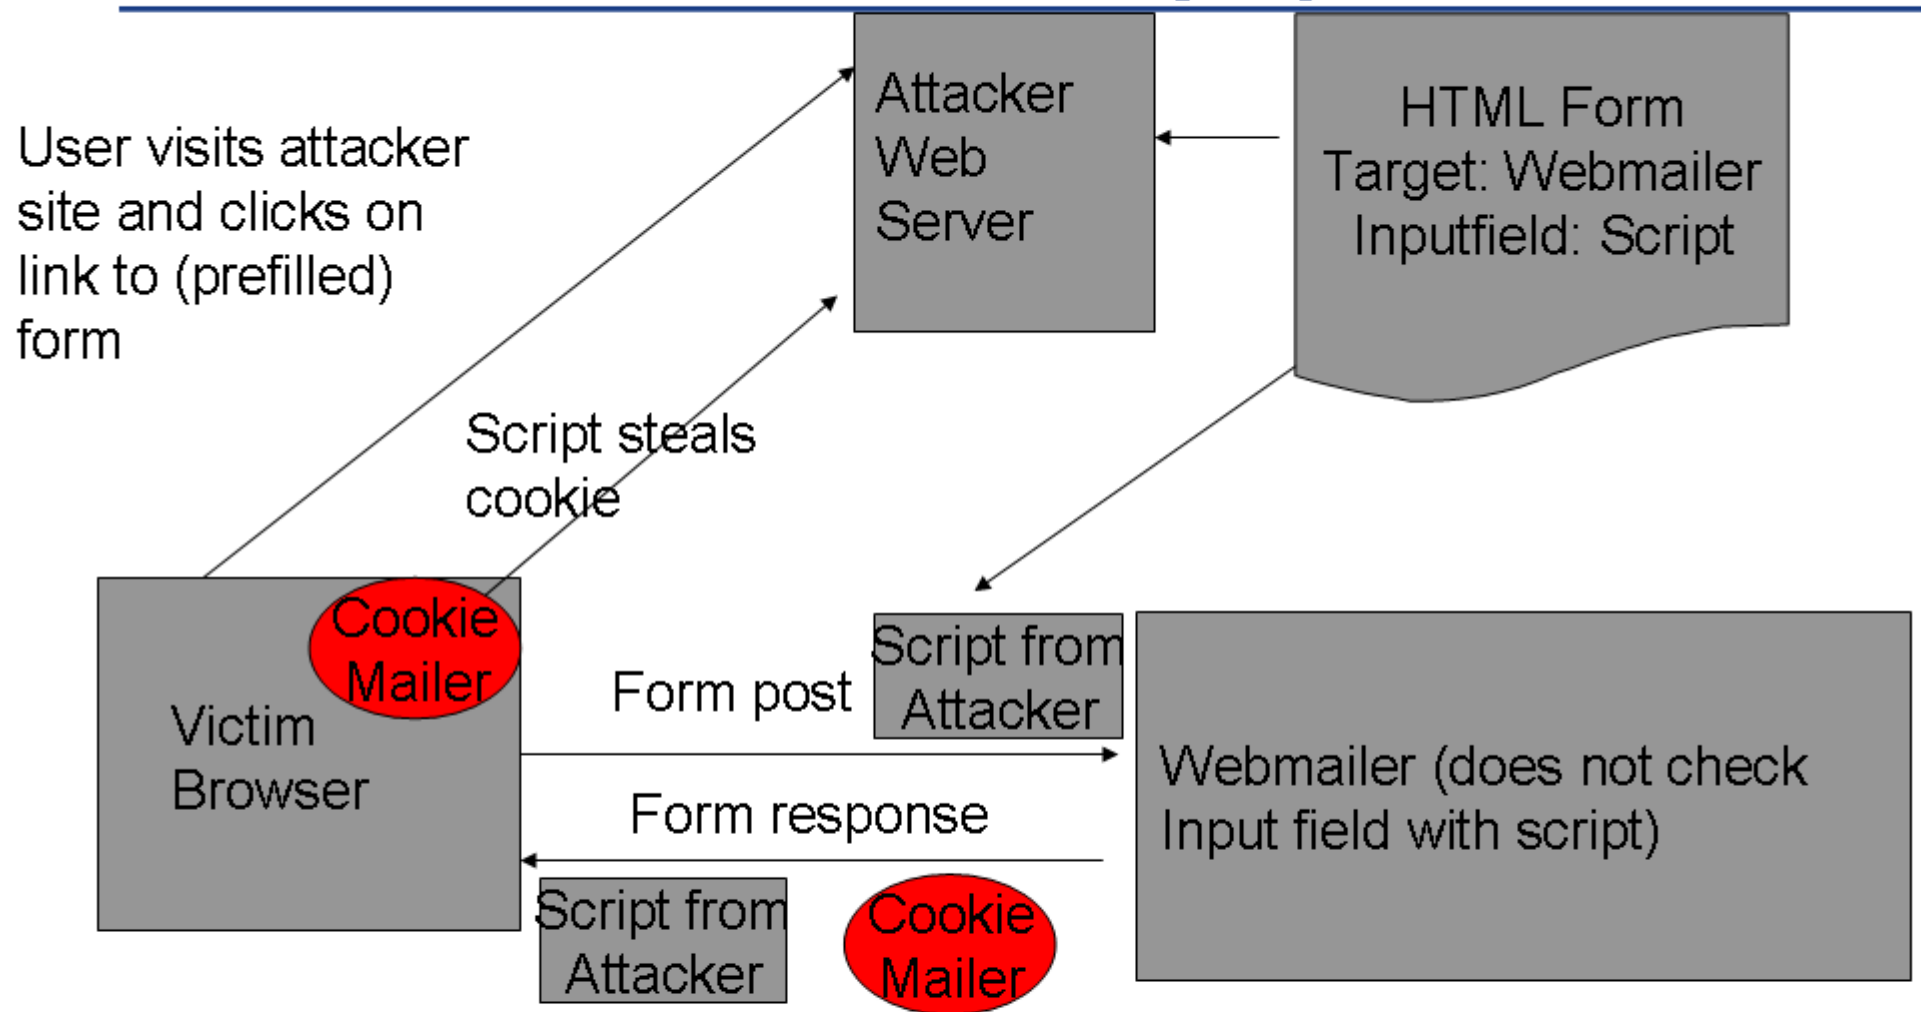 User visits attacker
site and clicks on
link to (prefilled)
form
Attacker
Web
Server
HTML Form
Target: Webmailer
Inputfield: Script
Script steals
cookie
Cookie
Mailer
Victim
Browser
Form post
Script from
Attacker
Webmailer (does not check
Input field with script)
Form response
Script from
Attacker
Cookie
Mailer